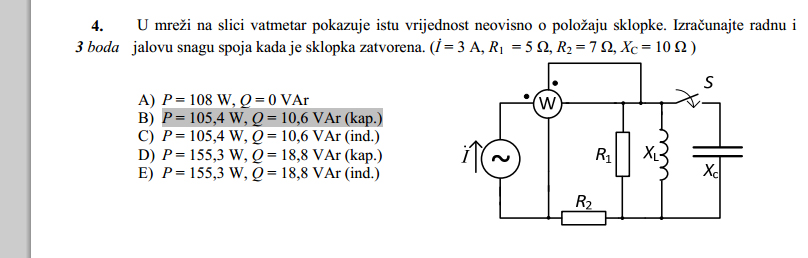 4. U mreži na slici vatmetar pokazuje istu vrijednost neovisno o položaju sklopke. Izračunajte radnu i
3 boda jalovu snagu spoja kada je sklopka zatvorena. (İ = 3 A, R₁ = 5 Ω, R₂ = 7 Ω, X_C = 10 Ω )
A) P = 108 W, Q = 0 VAr
B) P = 105,4 W, Q = 10,6 VAr (kap.)
C) P = 105,4 W, Q = 10,6 VAr (ind.)
D) P = 155,3 W, Q = 18,8 VAr (kap.)
E) P = 155,3 W, Q = 18,8 VAr (ind.)
S
W
İ
R₁
X_L
X_C
R₂